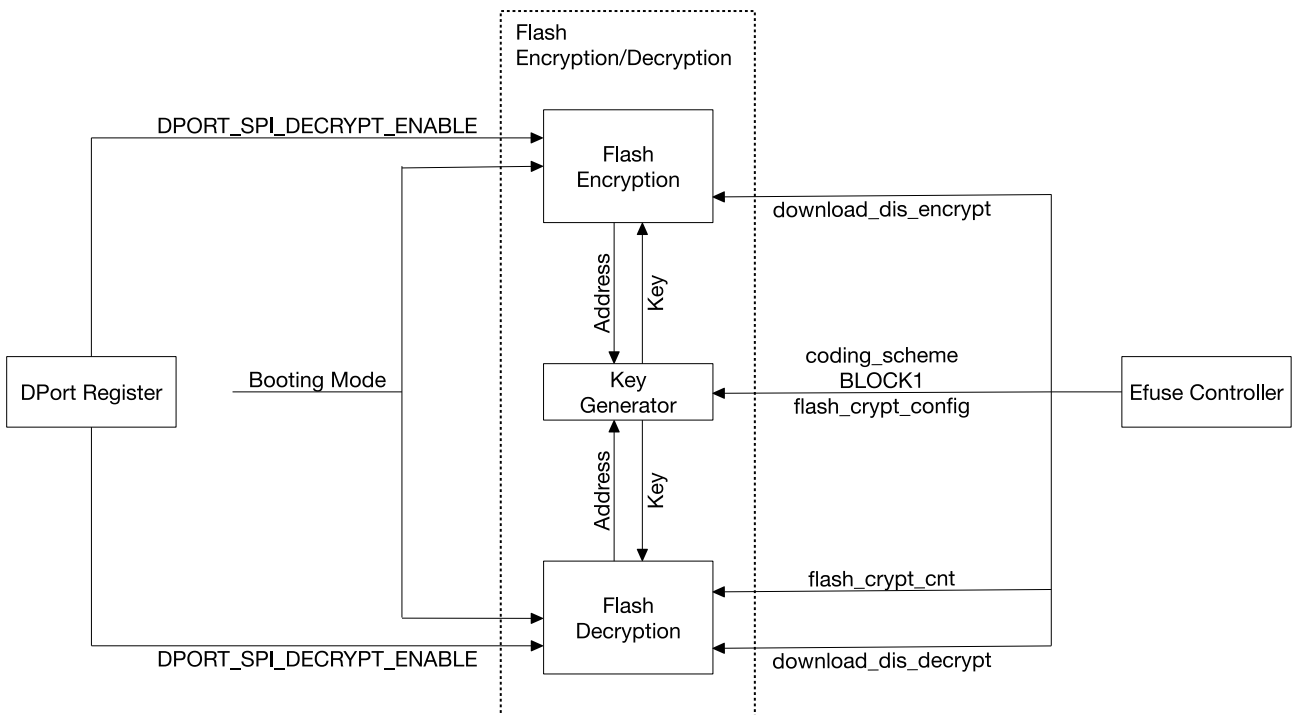 Flash
Encryption/Decryption
DPORT_SPI_DECRYPT_ENABLE
Flash
Encryption
download_dis_encrypt
Address
Key
DPort Register
Booting Mode
Key
Generator
coding_scheme
BLOCK1
flash_crypt_config
Efuse Controller
Address
Key
Flash
Decryption
flash_crypt_cnt
DPORT_SPI_DECRYPT_ENABLE
download_dis_decrypt